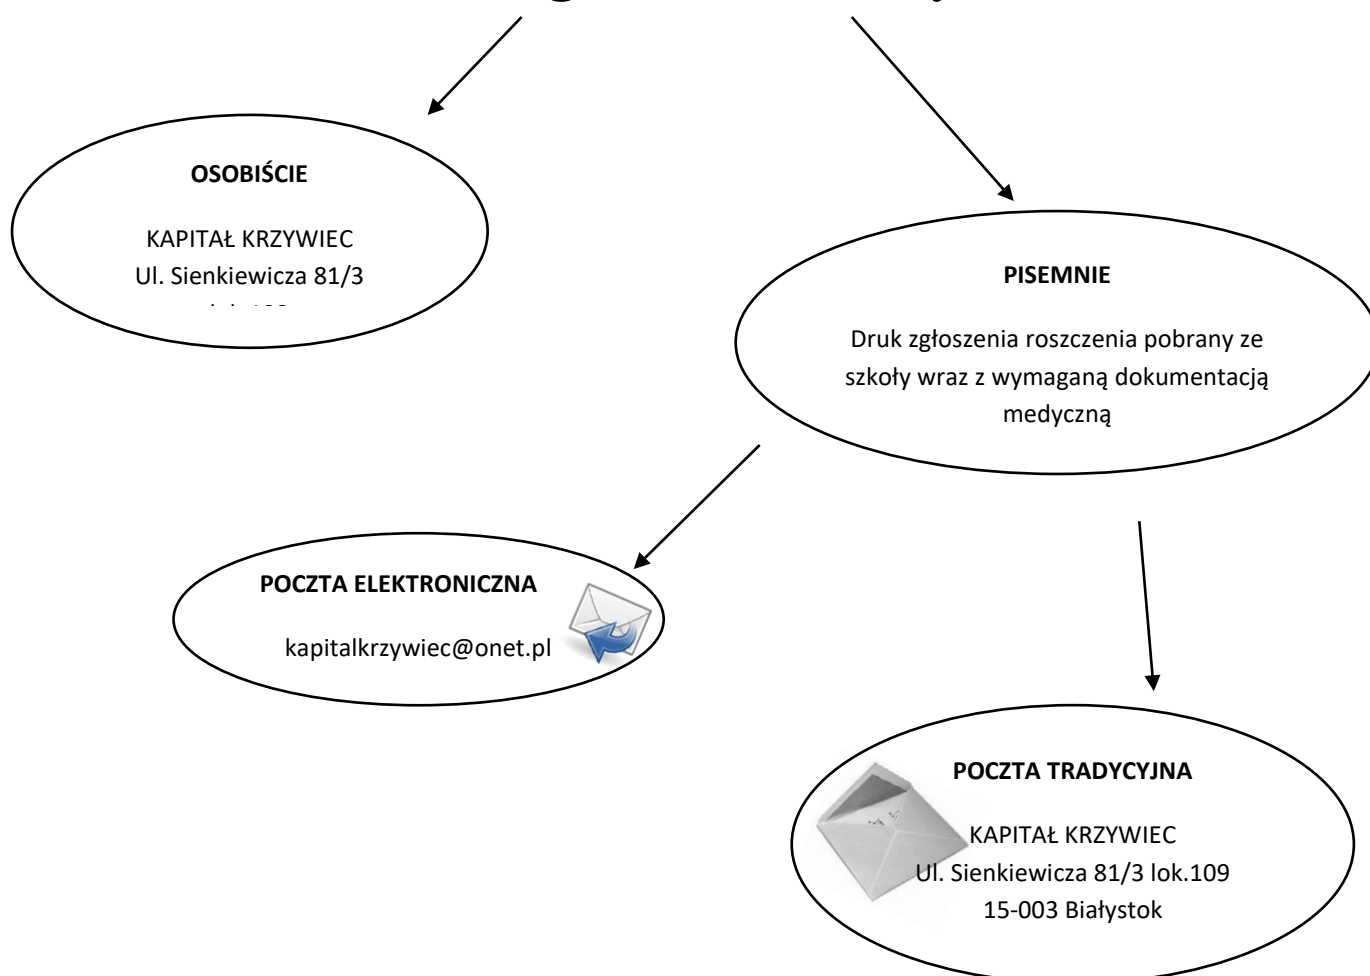 OSOBIŚCIE
KAPITAŁ KRZYWIEC
Ul. Sienkiewicza 81/3
PISEMNIE
Druk zgłoszenia roszczenia pobrany ze
szkoły wraz z wymaganą dokumentacją
medyczną
POCZTA ELEKTRONICZNA
kapitalkrzywiec@onet.pl
POCZTA TRADYCYJNA
KAPITAŁ KRZYWIEC
Ul. Sienkiewicza 81/3 lok.109
15-003 Białystok